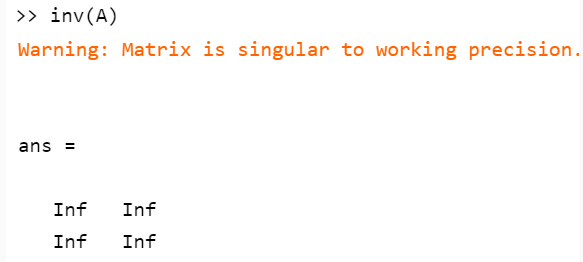 >> inv(A)
Warning: Matrix is singular to working precision.
ans =
Inf Inf
Inf Inf